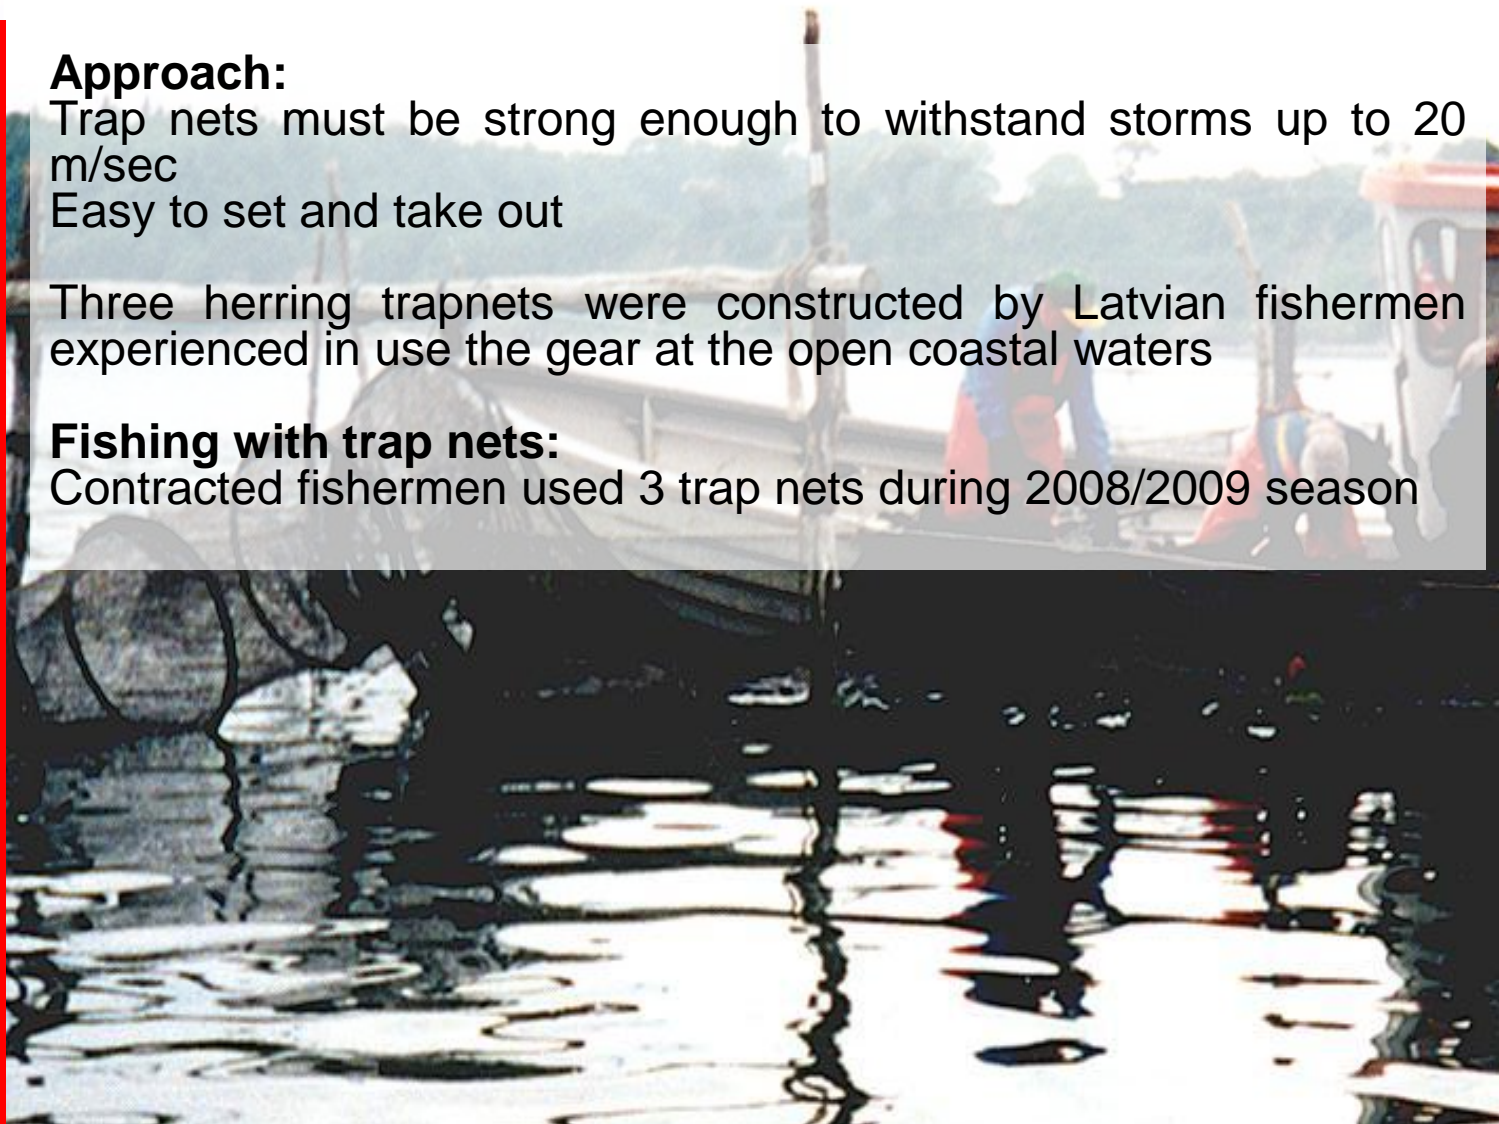 Approach:
Trap nets must be strong enough to withstand storms up to 20
m/sec
Easy to set and take out
Three herring trapnets were constructed by Latvian fishermen
experienced in use the gear at the open coastal waters
Fishing with trap nets:
Contracted fishermen used 3 trap nets during 2008/2009 season